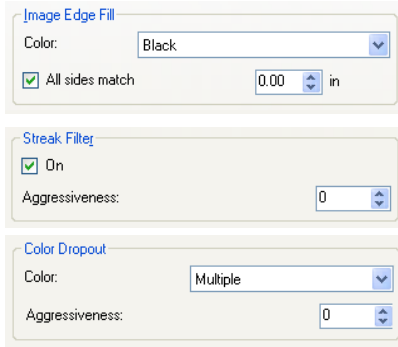 Image Edge Fill
Color: Black
All sides match 0.00 in
Streak Filter
On
Aggressiveness: 0
Color Dropout
Color: Multiple
Aggressiveness: 0